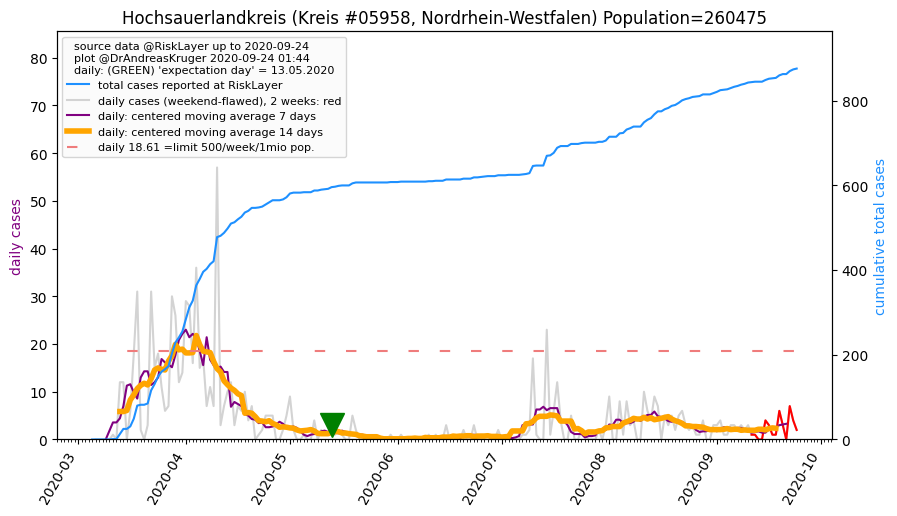 Hochsauerlandkreis (Kreis #05958, Nordrhein-Westfalen) Population=260475
source data @RiskLayer up to 2020-09-24
plot @DrAndreasKruger 2020-09-24 01:44
daily: (GREEN) 'expectation day' = 13.05.2020
total cases reported at RiskLayer
daily cases (weekend-flawed), 2 weeks: red
daily: centered moving average 7 days
daily: centered moving average 14 days
daily 18.61 =limit 500/week/1mio pop.
daily cases
80
70
60
50
40
30
20
10
0
cumulative total cases
800
600
400
200
0
2020-03
2020-04
2020-05
2020-06
2020-07
2020-08
2020-09
2020-10